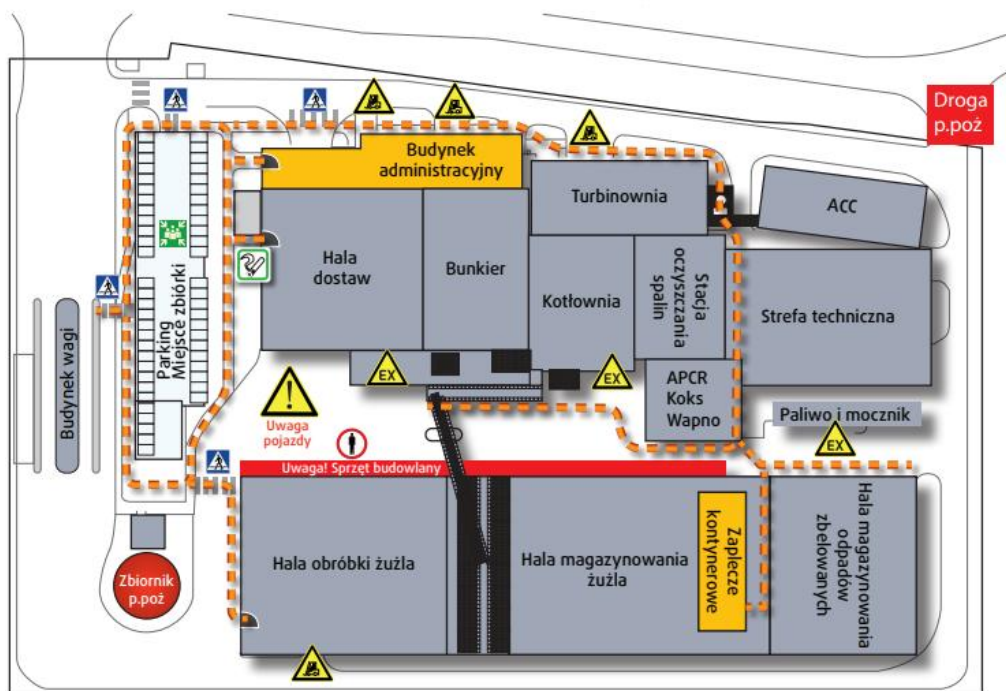 Droga
p.poż
Budynek
administracyjny
Turbinownia
ACC
Hala
dostaw
Bunkier
Kotłownia
Stacja
oczyszczania
spalin
Strefa techniczna
Parking
Miejsce zbiórki
Budynek wagi
EX
EX
APCR
Koks
Wapno
Paliwo i mocznik
EX
Uwaga
pojazdy
Uwaga! Sprzęt budowlany
Hala obróbki żużla
Hala magazynowania
żużla
Zaplecze
kontynerowe
Hala magazynowania
odpadów
zbelowanych
Zbiornik
p.poż